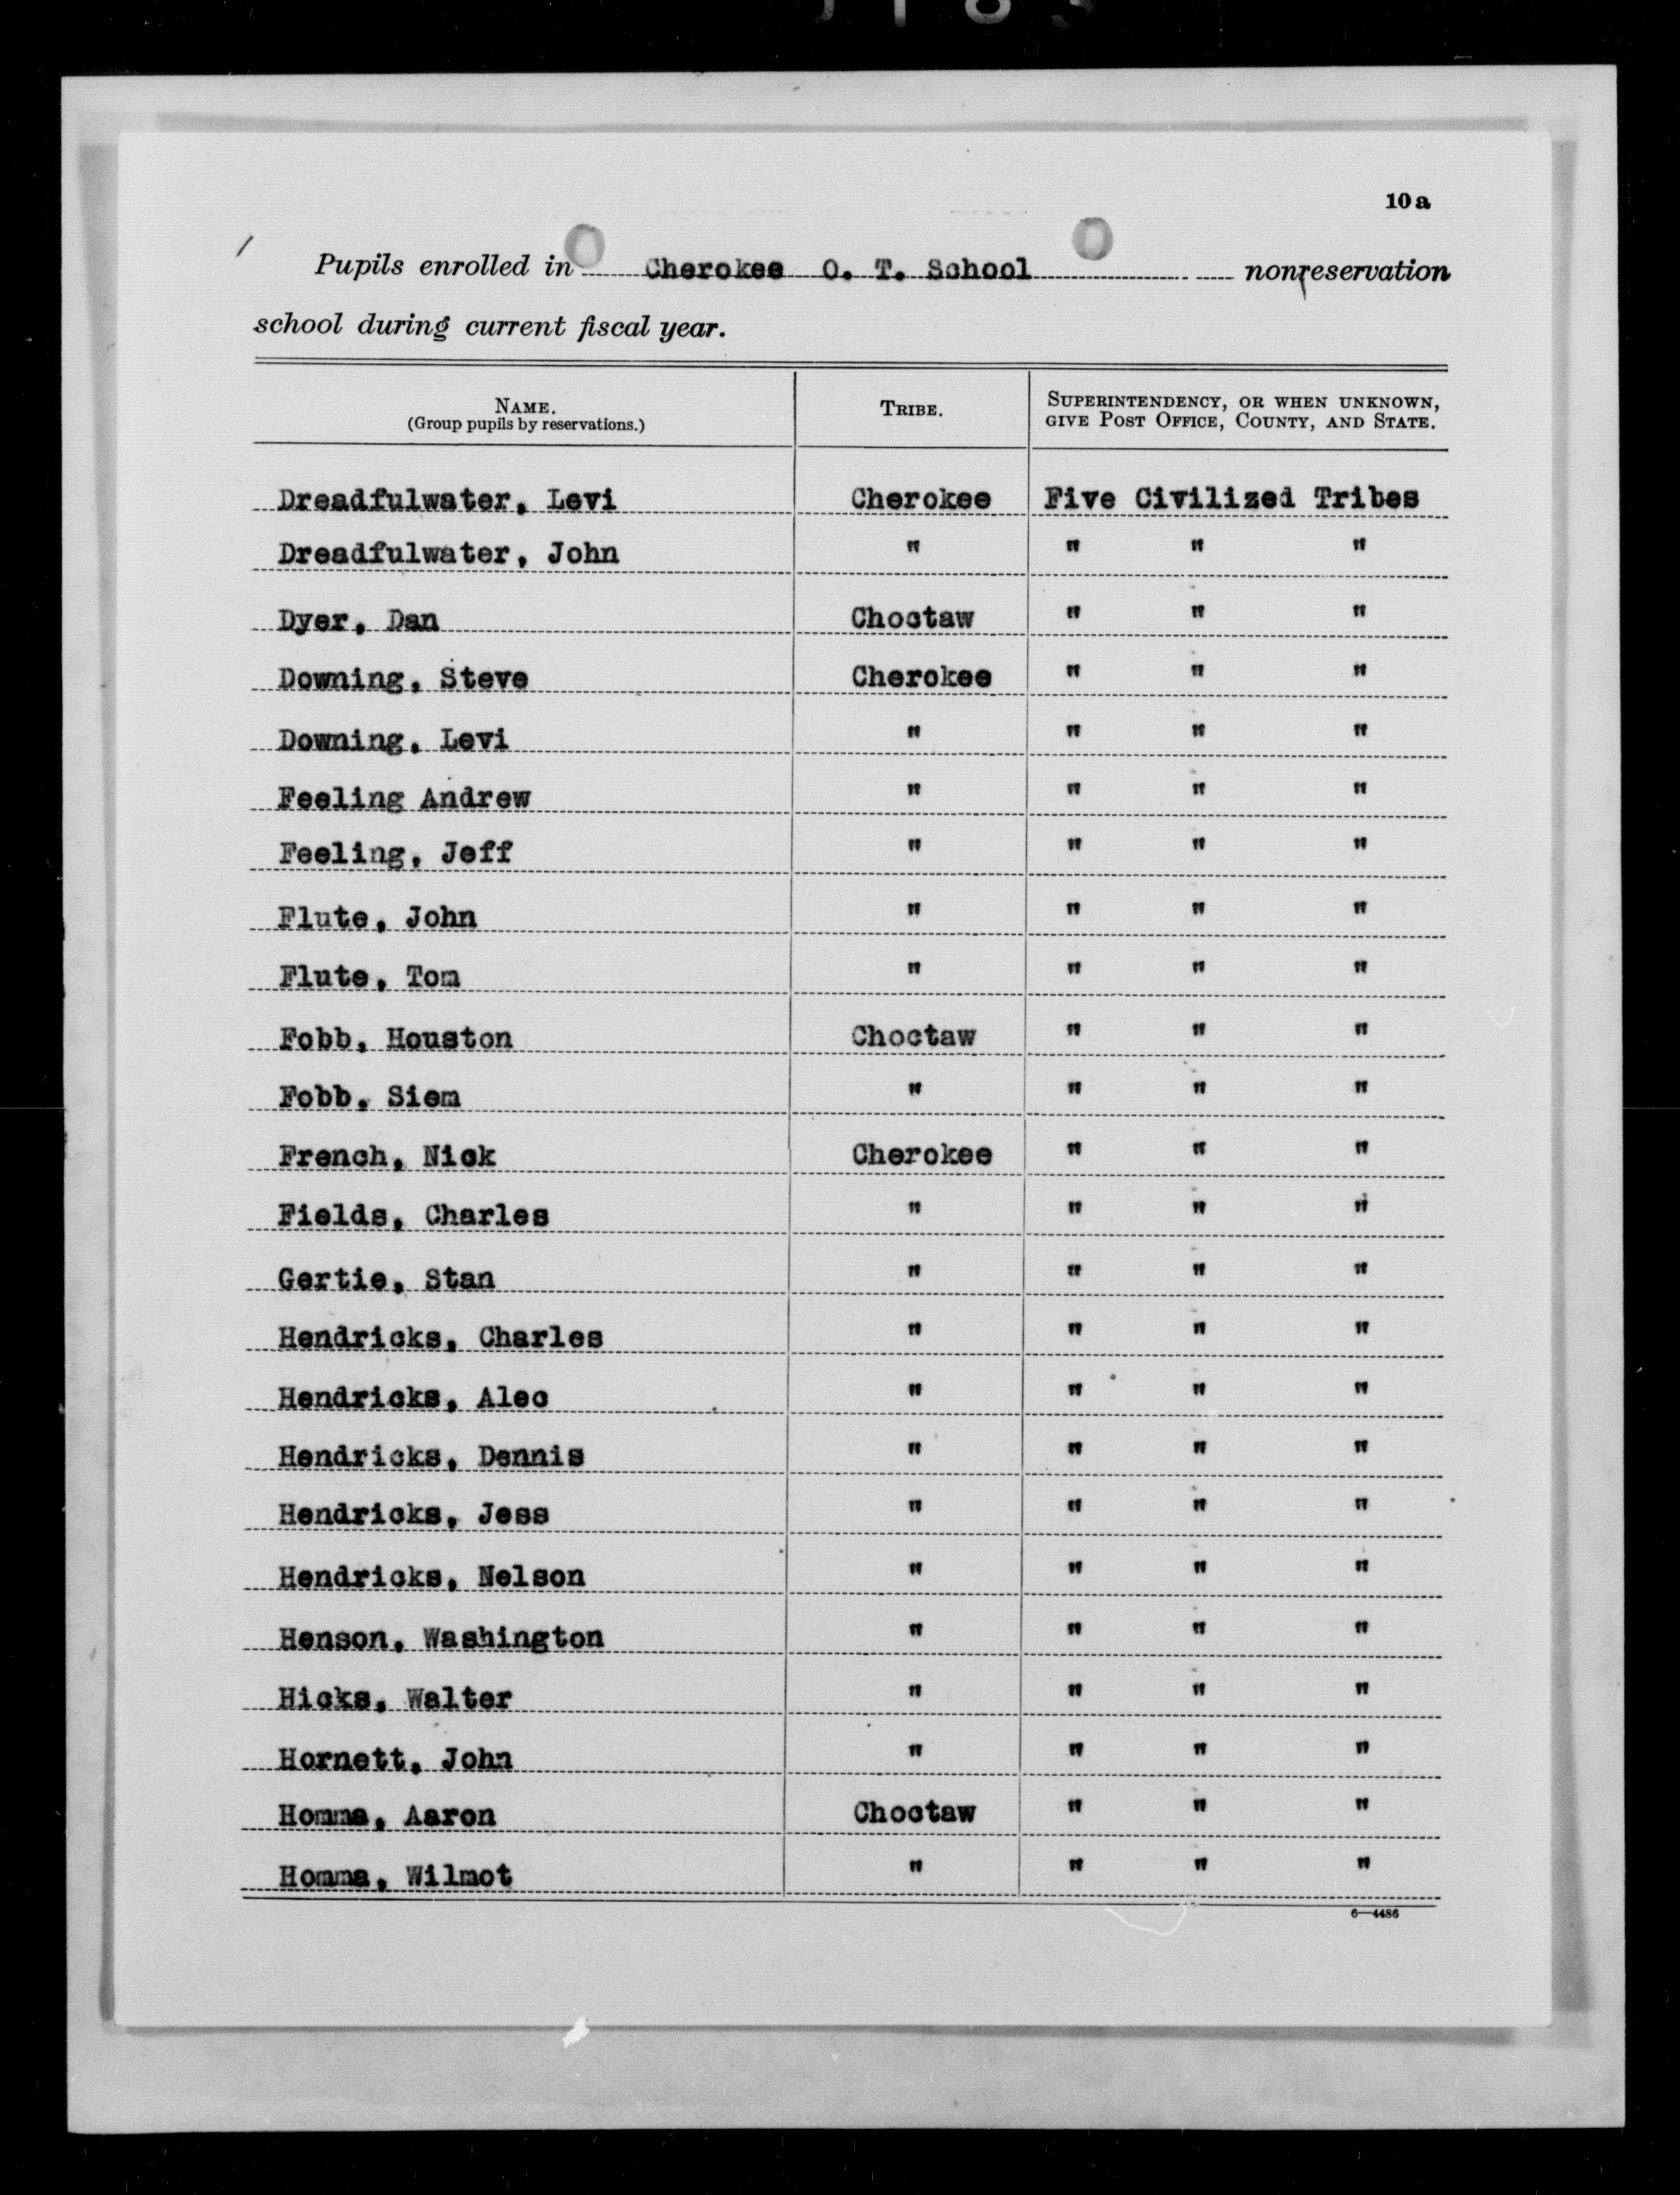 10a
Pupils enrolled in Cherokee O. T. School nonreservation
school during current fiscal year.
NAME. TRIBE. SUPERINTENDENCY, OR WHEN UNKNOWN,
(Group pupils by reservations.) GIVE POST OFFICE, COUNTY, AND STATE.
Dreadfulwater, Levi Cherokee Five Civilized Tribes
Dreadfulwater, John " " " "
Dyer, Dan Choctaw " " "
Downing, Steve Cherokee " " "
Downing, Levi " " " "
Feeling Andrew " " " "
Feeling, Jeff " " " "
Flute, John " " " "
Flute, Tom " " " "
Fobb, Houston Choctaw " " "
Fobb, Siem " " " "
French, Nick Cherokee " " "
Fields, Charles " " " "
Gertie, Stan " " " "
Hendricks, Charles " " " "
Hendricks, Alec " " " "
Hendricks, Dennis " " " "
Hendricks, Jess " " " "
Hendricks, Nelson " " " "
Henson, Washington " " " "
Hicks, Walter " " " "
Hornett, John " " " "
Homma, Aaron Choctaw " " "
Homma, Wilmot " " " "
6—4486